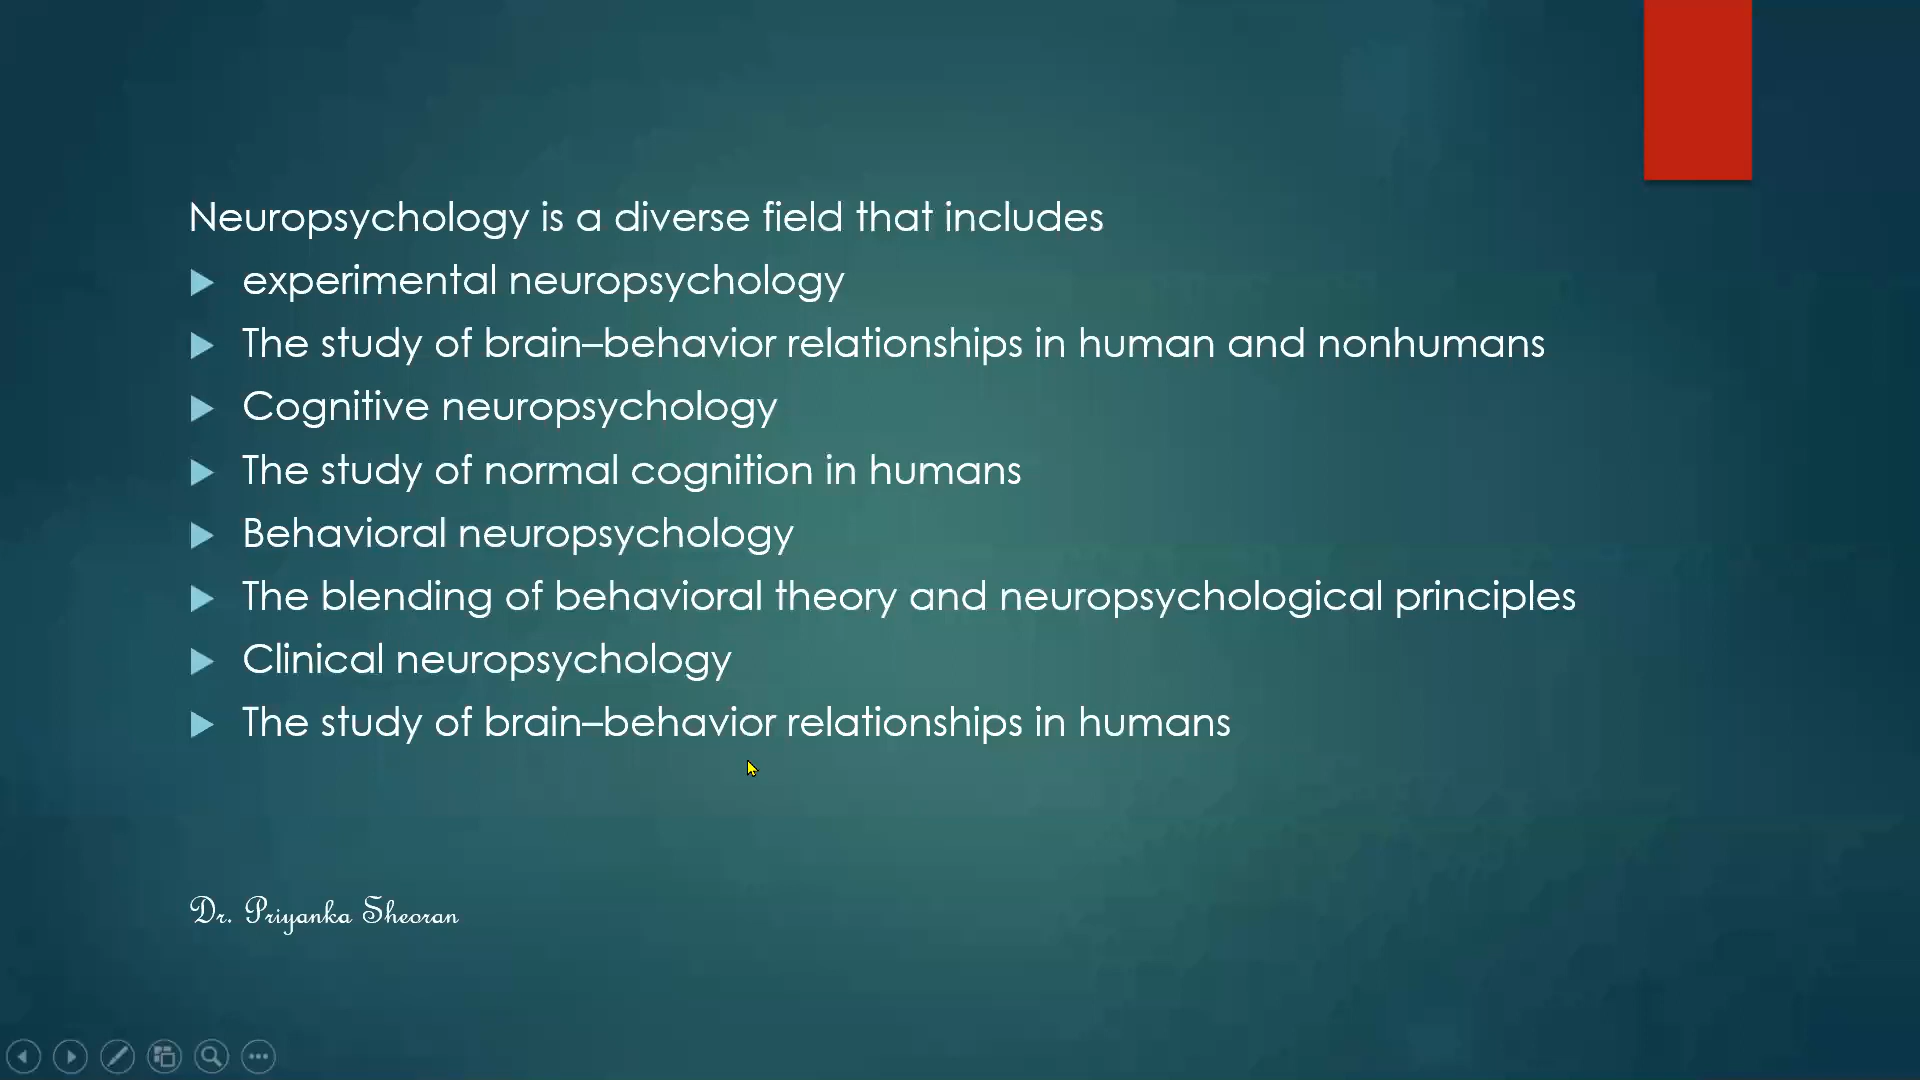 Neuropsychology is a diverse field that includes
experimental neuropsychology
The study of brain–behavior relationships in human and nonhumans
Cognitive neuropsychology
The study of normal cognition in humans
Behavioral neuropsychology
The blending of behavioral theory and neuropsychological principles
Clinical neuropsychology
The study of brain–behavior relationships in humans
Dr. Priyanka Sheoran